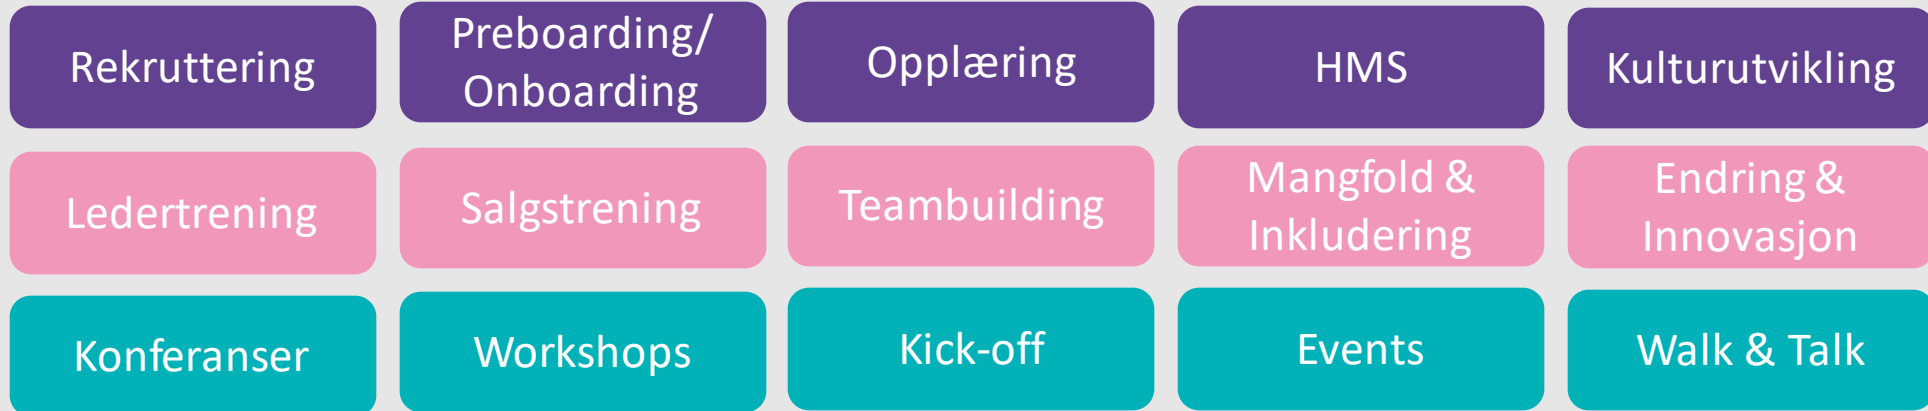 Rekruttering
Preboarding/
Onboarding
Opplæring
HMS
Kulturutvikling
Ledertrening
Salgstrening
Teambuilding
Mangfold &
Inkludering
Endring &
Innovasjon
Konferanser
Workshops
Kick-off
Events
Walk & Talk